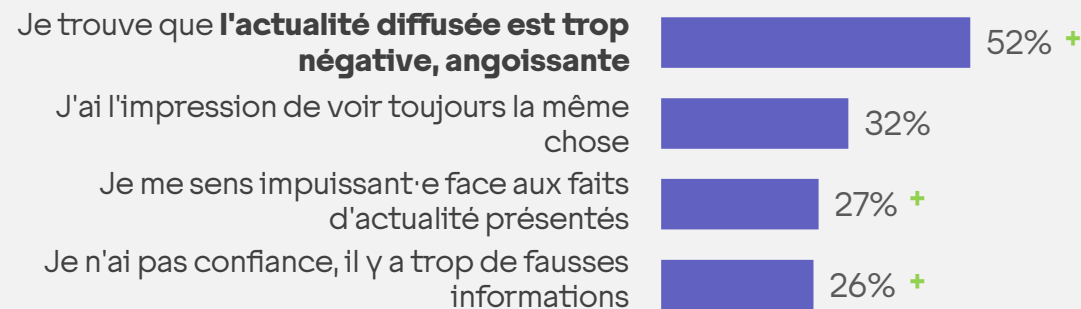 Je trouve que l'actualité diffusée est trop
négative, angoissante
52% +
J'ai l'impression de voir toujours la même
chose
32%
Je me sens impuissant·e face aux faits
d'actualité présentés
27% +
Je n'ai pas confiance, il y a trop de fausses
informations
26% +